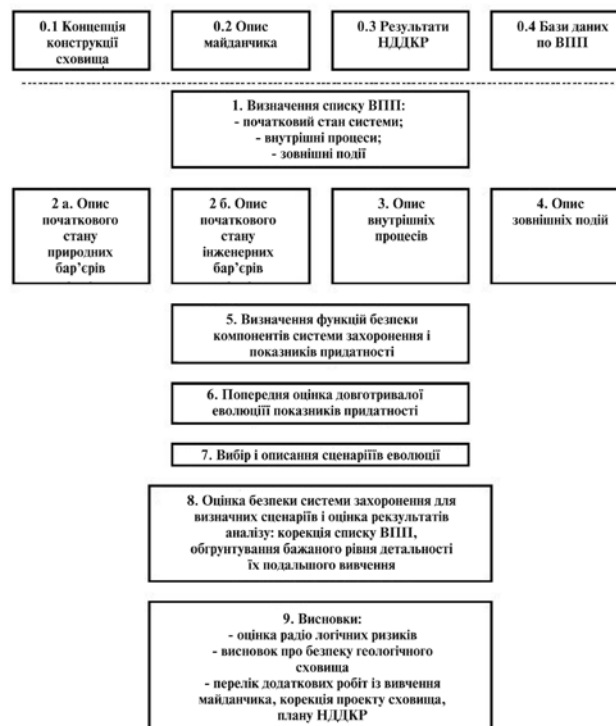 0.1 Концепція
конструкції
сховища
0.2 Опис
майданчика
0.3 Результати
НДДКР
0.4 Бази даних
по ВПП
1. Визначення списку ВПП:
- початковий стан системи;
- внутрішні процеси;
- зовнішні події
2 а. Опис
початкового
стану
природних
бар’єрів
2 б. Опис
початкового
стану
інженерних
бар’єрів
3. Опис
внутрішніх
процесів
4. Опис
зовнішніх подій
5. Визначення функцій безпеки
компонентів системи захоронення і
показників придатності
6. Попередня оцінка довготривалої
еволюціїї показників придатності
7. Вибір і описання сценаріїїв еволюції
8. Оцінка безпеки системи захоронення для
визначних сценаріїв і оцінка рекзультатів
аналізу: корекція списку ВПП,
обгрунтування бажаного рівня детальності
їх подальшого вивчення
9. Висновки:
- оцінка радіо логічних ризиків
- висновок про безпеку геологічного
сховища
- перелік додаткових робіт із вивчення
майданчика, корекція проекту сховища,
плану НДДКР